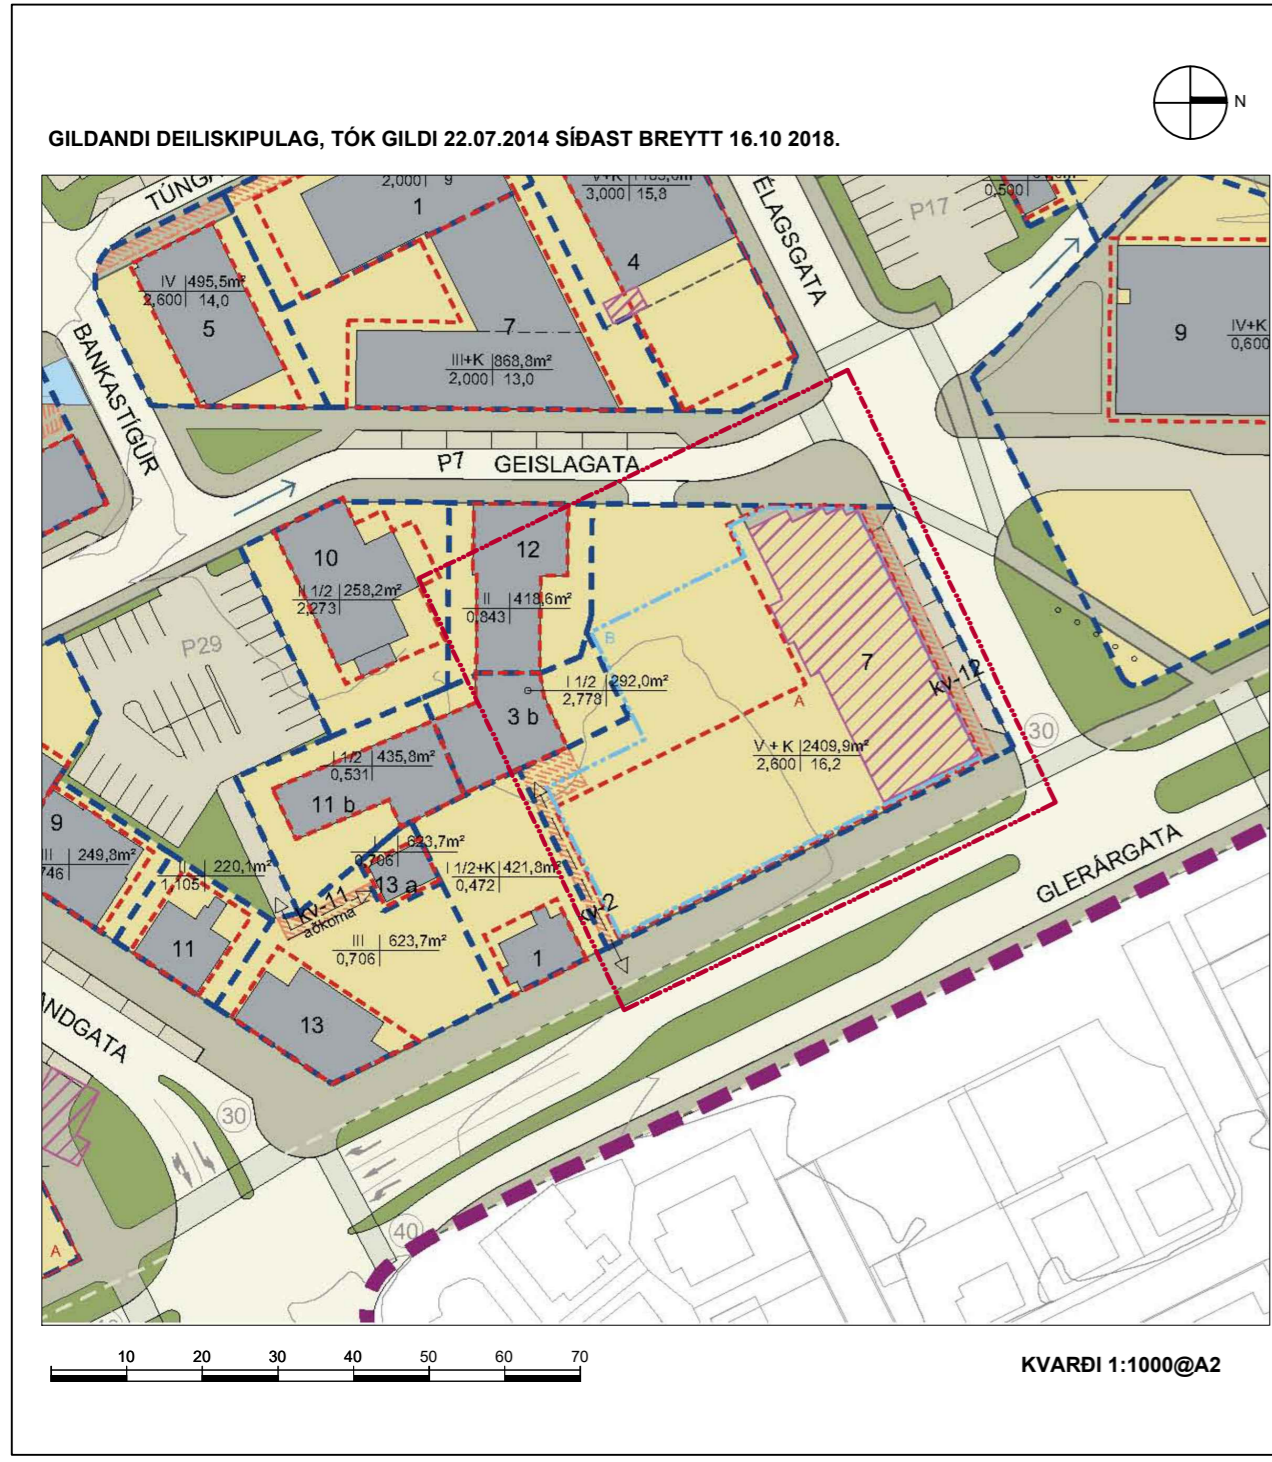 N
GILDANDI DEILISKIPULAG, TÓK GILDI 22.07.2014 SÍÐAST BREYTT 16.10 2018.
2,000 9
1
3,000 15,8
4
ÉLAGSGATA
P17
0,500
IV 495,5m²
2,600 14,0
5
BANKASTÍGUR
7
III+K 868,8m²
2,000 13,0
9
IV+K
0,600
P7 GEISLAGATA
10
II 1/2 258,2m²
2,273
12
II 418,6m²
0,843
P29
B
I 1/2 292,0m²
2,778
3 b
7
kv-12
A
30
V + K 2409,9m²
2,600 16,2
I 1/2 435,8m²
0,531
11 b
9
III 249,8m²
746
II 220,1m²
1,105
623,7m²
0,706
13 a
I 1/2+K 421,8m²
0,472
kv-11
aðkoma
kv-2
III 623,7m²
0,706
11
1
13
GLERÁRGATA
ANDGATA
30
40
A
10 20 30 40 50 60 70
KVARÐI 1:1000@A2